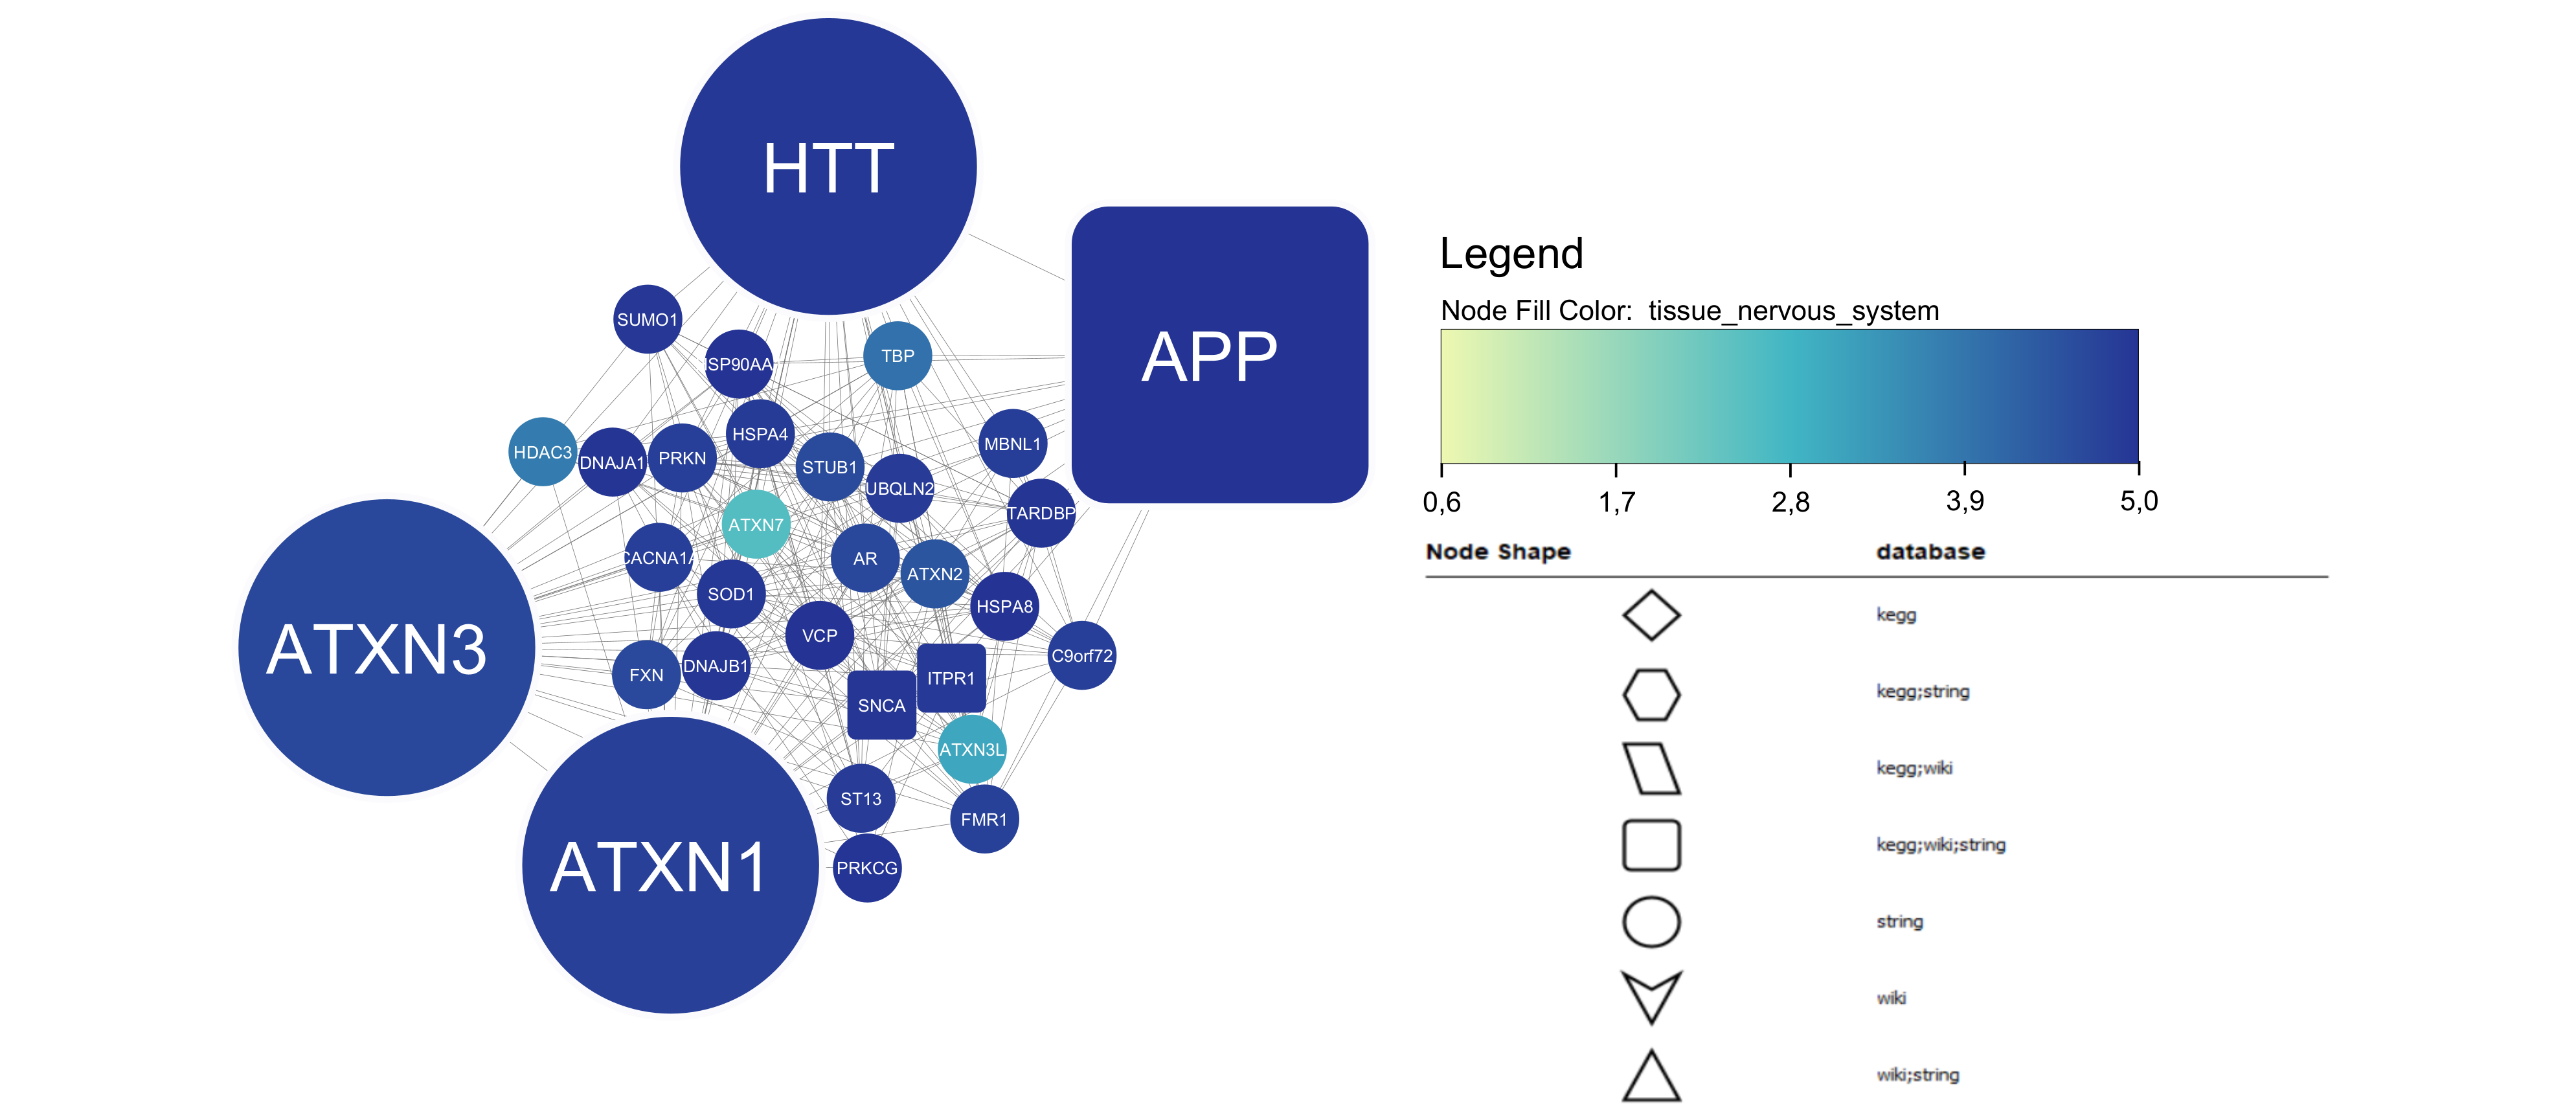 HTT
APP
SUMO1
SP90AA
TBP
HSPA4
MBNL1
HDAC3
DNAJA1
PRKN
STUB1
UBQLN2
TARDBP
ATXN7
CACNA1A
AR
ATXN2
SOD1
HSPA8
VCP
ATXN3
C9orf72
FXN
DNAJB1
ITPR1
SNCA
ATXN3L
ST13
FMR1
ATXN1
PRKCG
Legend
Node Fill Color: tissue_nervous_system
0,6 1,7 2,8 3,9 5,0
Node Shape database
kegg
kegg;string
kegg;wiki
kegg;wiki;string
string
wiki
wiki;string